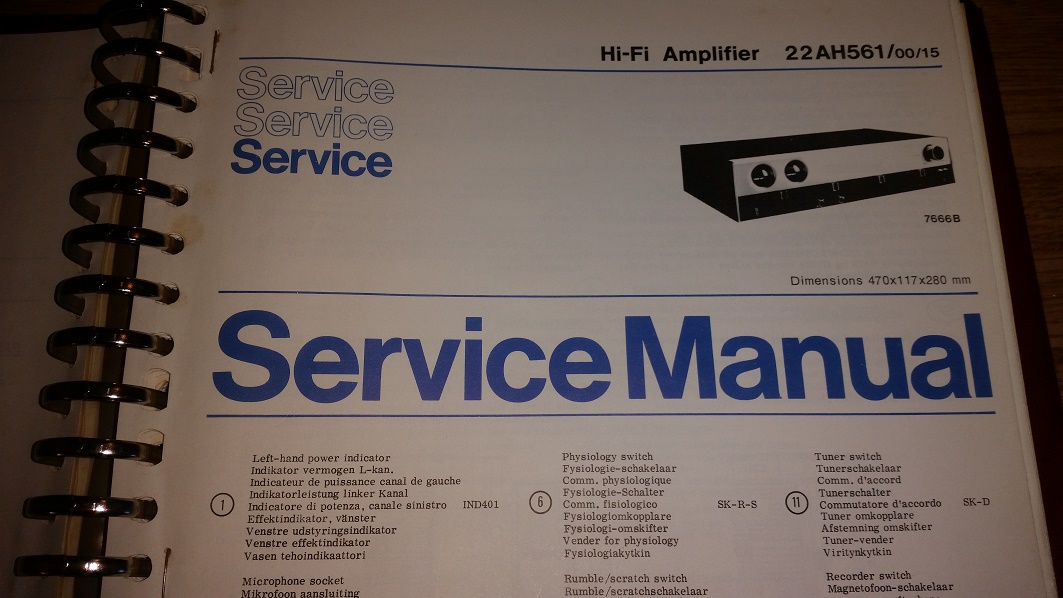 Hi-Fi Amplifier 22AH561/00/15
Service
Service
Service
7666B
Dimensions 470x117x280 mm
Service Manual
Left-hand power indicator
Indikator vermogen L-kan.
Indicateur de puissance canal de gauche
Indikatorleistung linker Kanal
1 Indicatore di potenza, canale sinistro IND401
Effektindikator, vänster
Venstre udstyringsindikator
Venstre effektindikator
Vasen tehoindikaattori
Microphone socket
Mikrofoon aansluiting
Physiology switch
Fysiologie-schakelaar
Comm. physiologique
Fysiologie-Schalter
6 Comm. fisiologico SK-R-S
Fysiologiomkopplare
Fysiologi-omskifter
Vender for physiology
Fysiologiakytkin
Rumble/scratch switch
Rumble/scratchschakelaar
Tuner switch
Tunerschakelaar
Comm. d'accord
Tunerschalter
11 Commutatore d'accordo SK-D
Tuner omkopplare
Afstemning omskifter
Tuner-vender
Viritynkytkin
Recorder switch
Magnetofoon-schakelaar